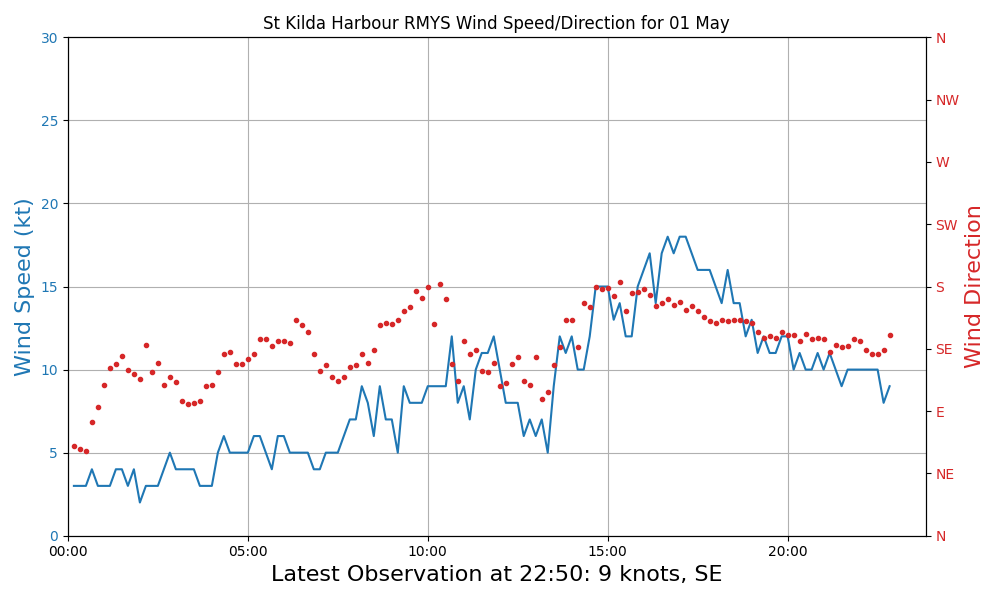 St Kilda Harbour RMYS Wind Speed/Direction for 01 May
30
25
20
15
10
5
0
Wind Speed (kt)
N
NW
W
SW
S
SE
E
NE
N
Wind Direction
00:00 05:00 10:00 15:00 20:00
Latest Observation at 22:50: 9 knots, SE